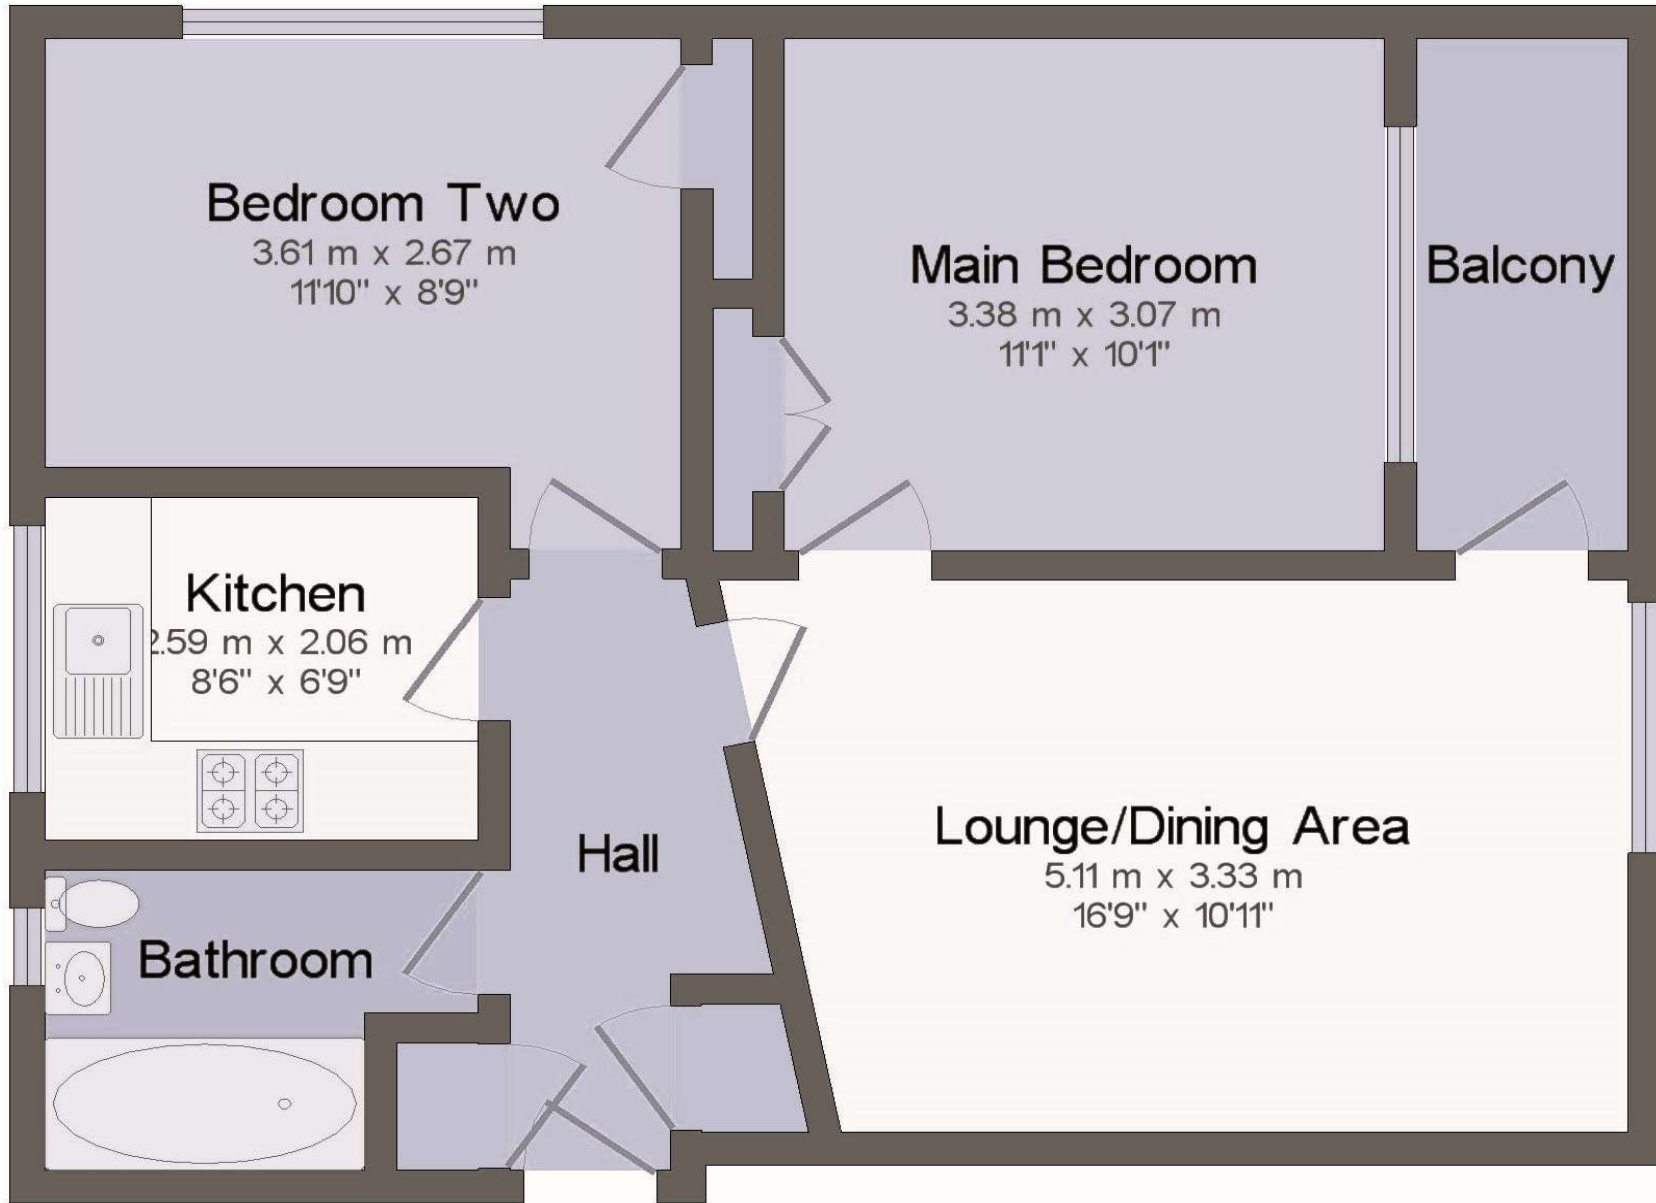 Bedroom Two
3.61 m x 2.67 m
11'10" x 8'9"
Main Bedroom
3.38 m x 3.07 m
11'1" x 10'1"
Balcony
Kitchen
2.59 m x 2.06 m
8'6" x 6'9"
Hall
Lounge/Dining Area
5.11 m x 3.33 m
16'9" x 10'11"
Bathroom